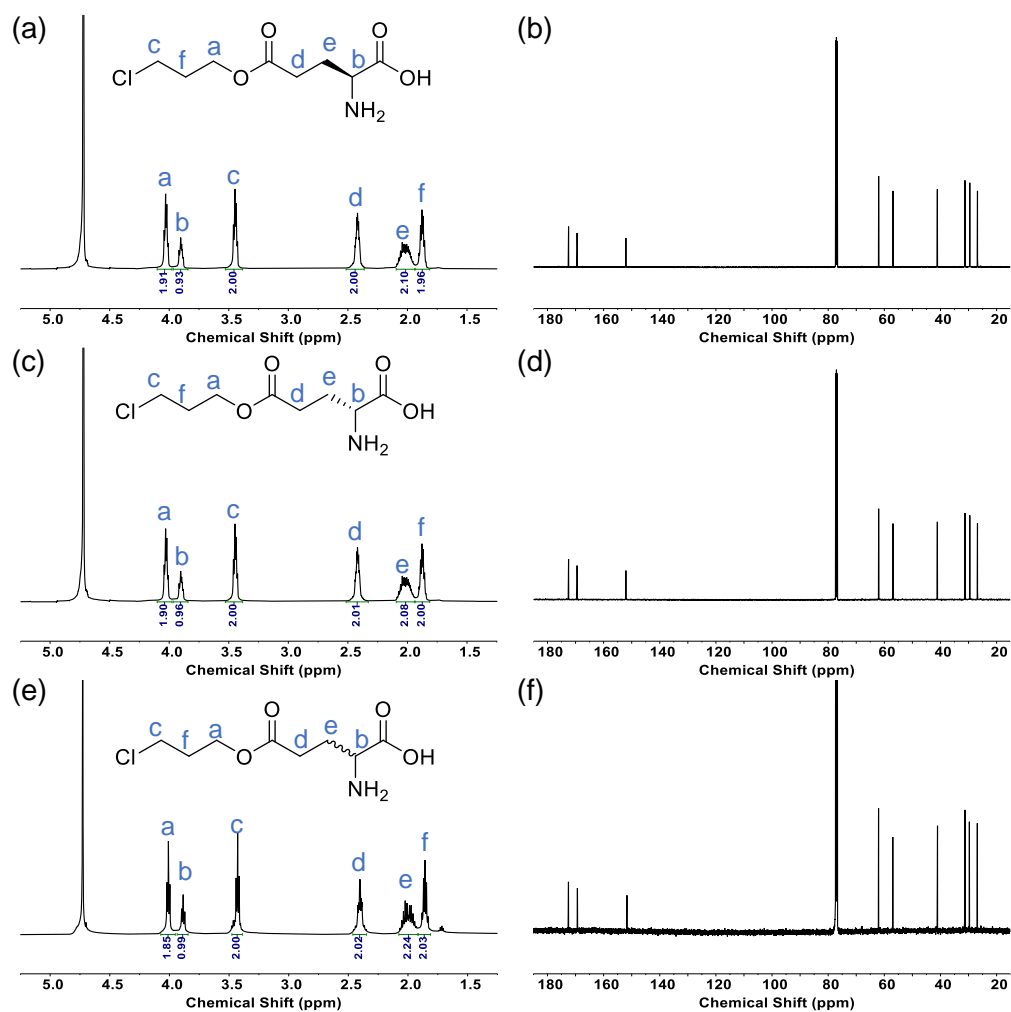 (a)
O
O
c
f
a
d
e
b
Cl
O
OH
NH2
a
b
c
d
e
f
1.91
0.93
2.00
2.00
2.10
1.96
5.0 4.5 4.0 3.5 3.0 2.5 2.0 1.5
Chemical Shift (ppm)
(b)
180 160 140 120 100 80 60 40 20
Chemical Shift (ppm)
(c)
O
O
c
f
a
d
e
b
Cl
O
OH
NH2
a
b
c
d
e
f
1.90
0.96
2.00
2.01
2.08
2.00
5.0 4.5 4.0 3.5 3.0 2.5 2.0 1.5
Chemical Shift (ppm)
(d)
180 160 140 120 100 80 60 40 20
Chemical Shift (ppm)
(e)
O
O
c
f
a
d
e
b
Cl
O
OH
NH2
a
b
c
d
e
f
1.85
0.99
2.00
2.02
2.24
2.03
5.0 4.5 4.0 3.5 3.0 2.5 2.0 1.5
Chemical Shift (ppm)
(f)
180 160 140 120 100 80 60 40 20
Chemical Shift (ppm)